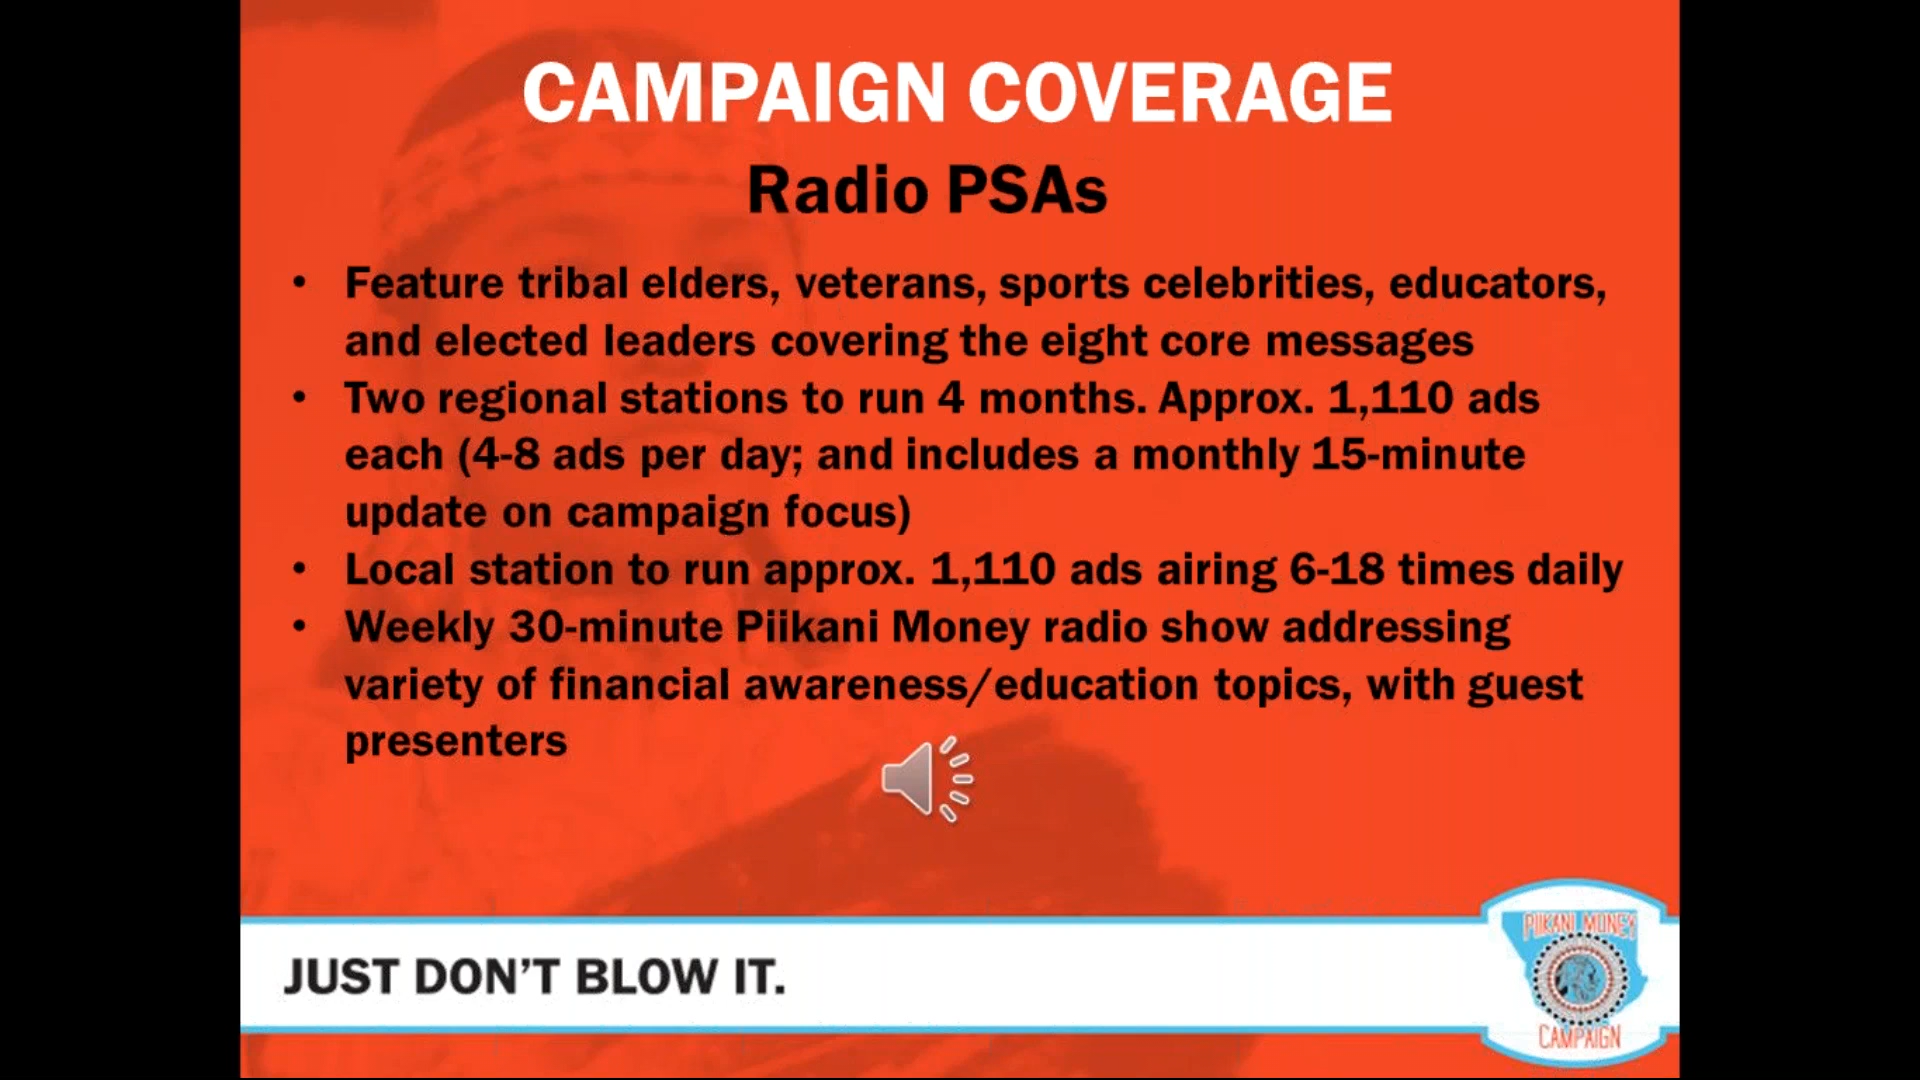 CAMPAIGN COVERAGE
Radio PSAs
• Feature tribal elders, veterans, sports celebrities, educators,
and elected leaders covering the eight core messages
• Two regional stations to run 4 months. Approx. 1,110 ads
each (4-8 ads per day; and includes a monthly 15-minute
update on campaign focus)
• Local station to run approx. 1,110 ads airing 6-18 times daily
• Weekly 30-minute Piikani Money radio show addressing
variety of financial awareness/education topics, with guest
presenters
JUST DON'T BLOW IT.
PIIKANI MONEY
CAMPAIGN